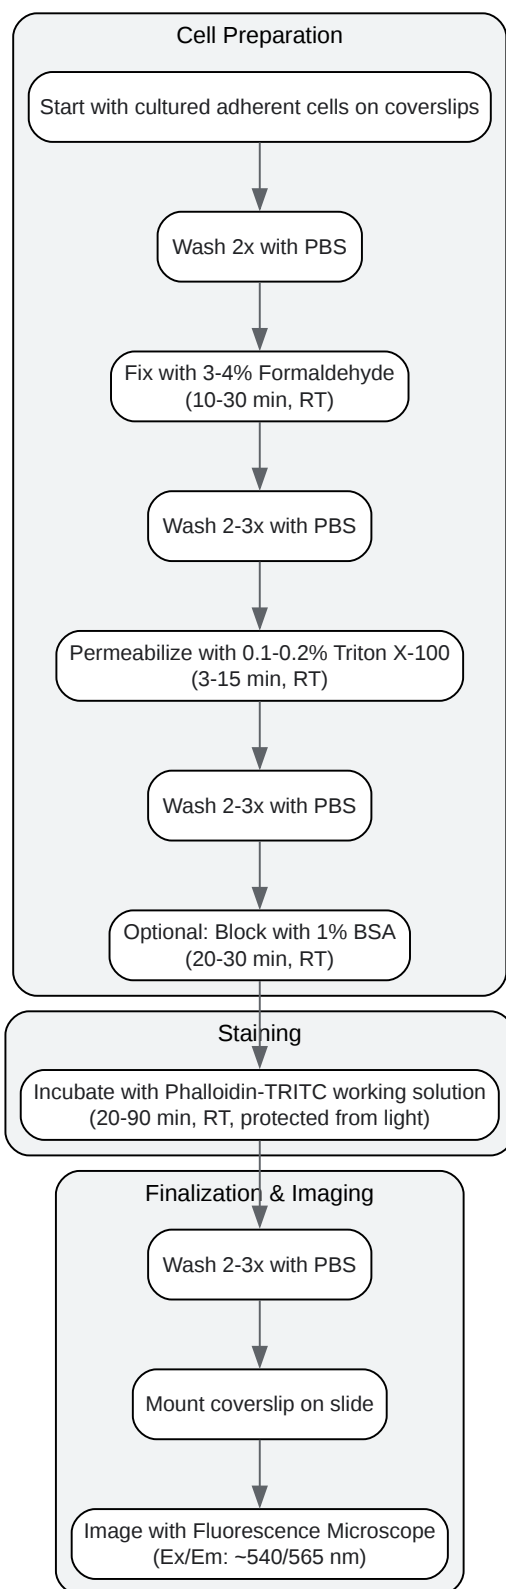 Cell Preparation
Start with cultured adherent cells on coverslips
Wash 2x with PBS
Fix with 3-4% Formaldehyde
(10-30 min, RT)
Wash 2-3x with PBS
Permeabilize with 0.1-0.2% Triton X-100
(3-15 min, RT)
Wash 2-3x with PBS
Optional: Block with 1% BSA
(20-30 min, RT)
Staining
Incubate with Phalloidin-TRITC working solution
(20-90 min, RT, protected from light)
Finalization & Imaging
Wash 2-3x with PBS
Mount coverslip on slide
Image with Fluorescence Microscope
(Ex/Em: ~540/565 nm)